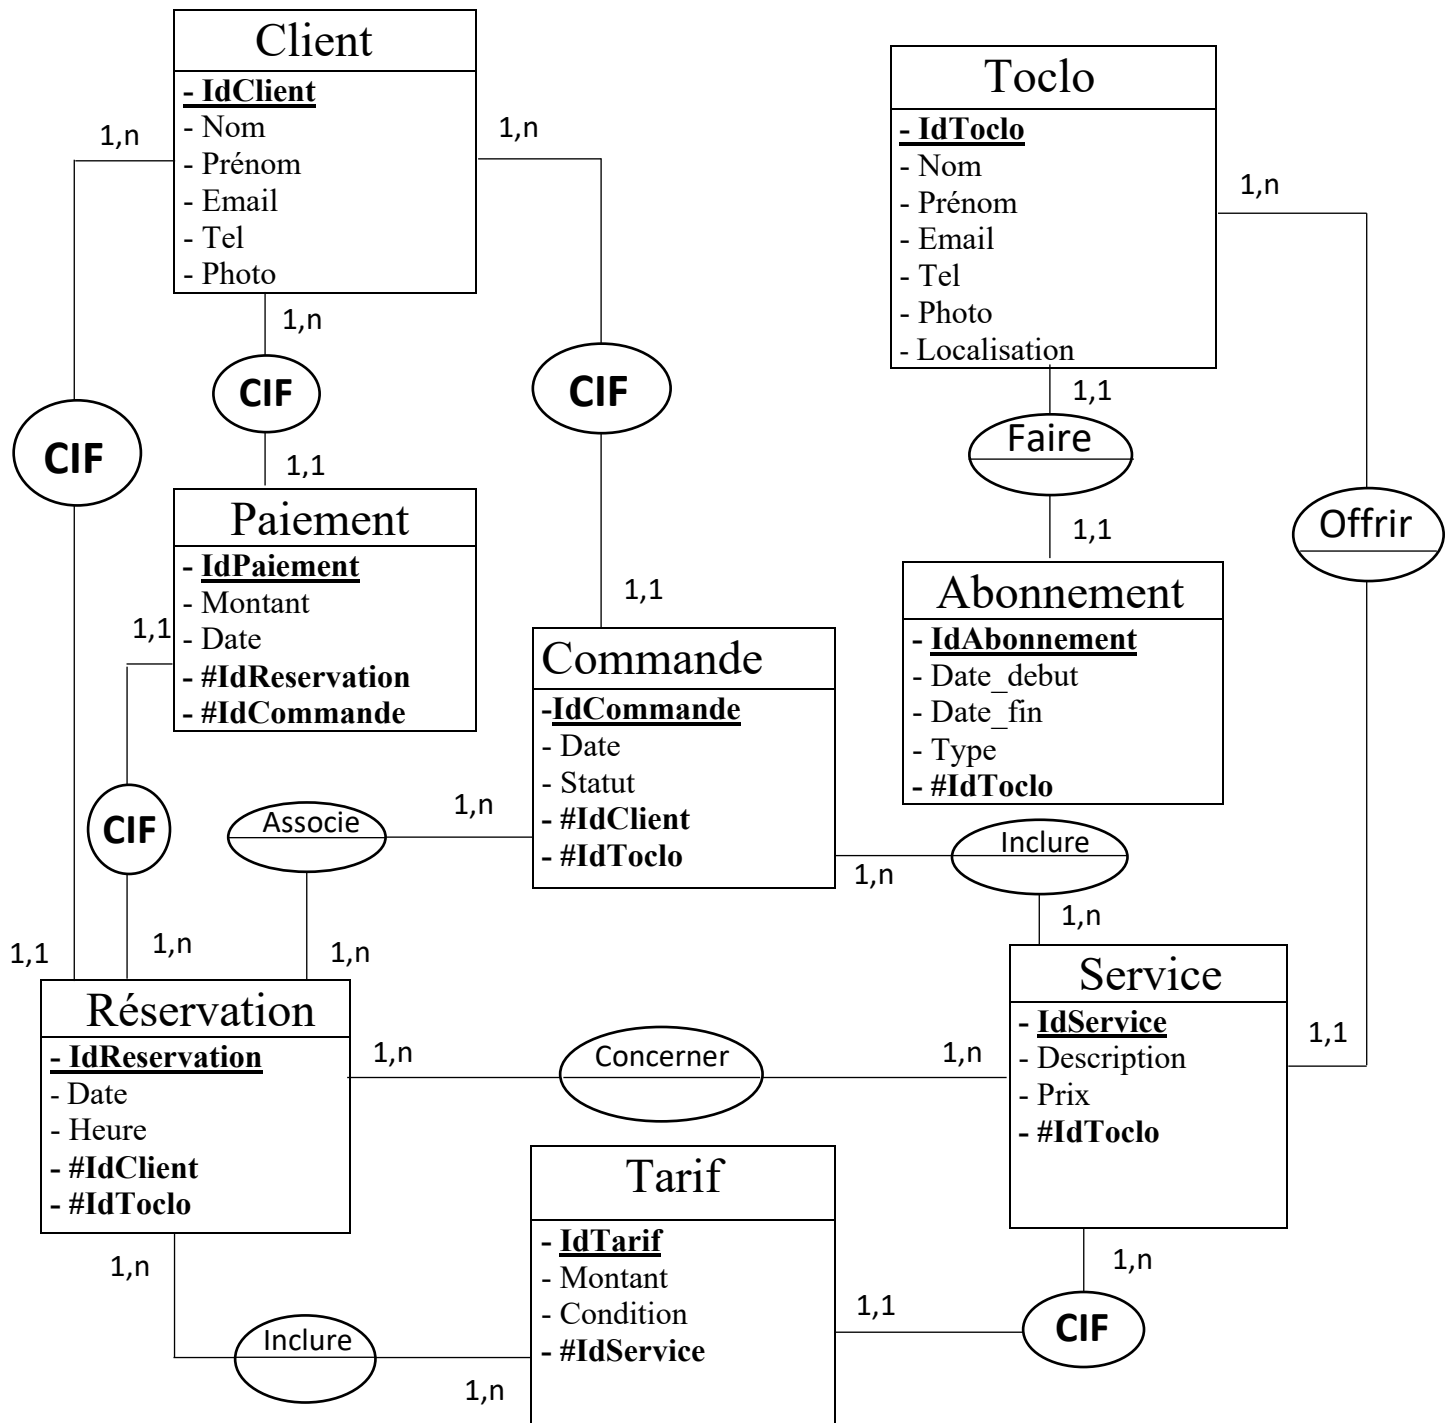 Client
- IdClient
- Nom
- Prénom
- Email
- Tel
- Photo
Toclo
- IdToclo
- Nom
- Prénom
- Email
- Tel
- Photo
- Localisation
1,n
1,n
1,n
1,n
1,1
CIF
CIF
CIF
Faire
Offrir
1,1
1,1
1,1
Paiement
- IdPaiement
- Montant
- Date
- #IdReservation
- #IdCommande
1,1
Commande
-IdCommande
- Date
- Statut
- #IdClient
- #IdToclo
Abonnement
- IdAbonnement
- Date_debut
- Date_fin
- Type
- #IdToclo
CIF
Associe
1,n
Inclure
1,n
1,n
1,1
1,n
1,n
Réservation
- IdReservation
- Date
- Heure
- #IdClient
- #IdToclo
Service
- IdService
- Description
- Prix
- #IdToclo
1,1
1,n
Concerner
1,n
Tarif
- IdTarif
- Montant
- Condition
- #IdService
1,n
1,n
1,1
CIF
Inclure
1,n